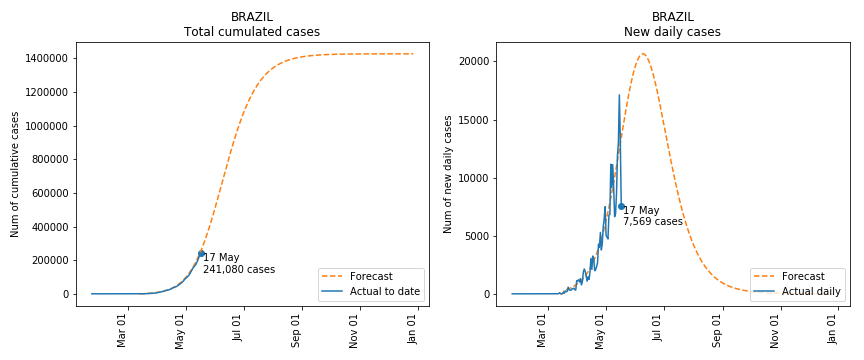 BRAZIL
Total cumulated cases
Num of cumulative cases
1400000
1200000
1000000
800000
600000
400000
200000
0
17 May
241,080 cases
Forecast
Actual to date
Mar 01
May 01
Jul 01
Sep 01
Nov 01
Jan 01
BRAZIL
New daily cases
Num of new daily cases
20000
15000
10000
5000
0
17 May
7,569 cases
Forecast
Actual daily
Mar 01
May 01
Jul 01
Sep 01
Nov 01
Jan 01